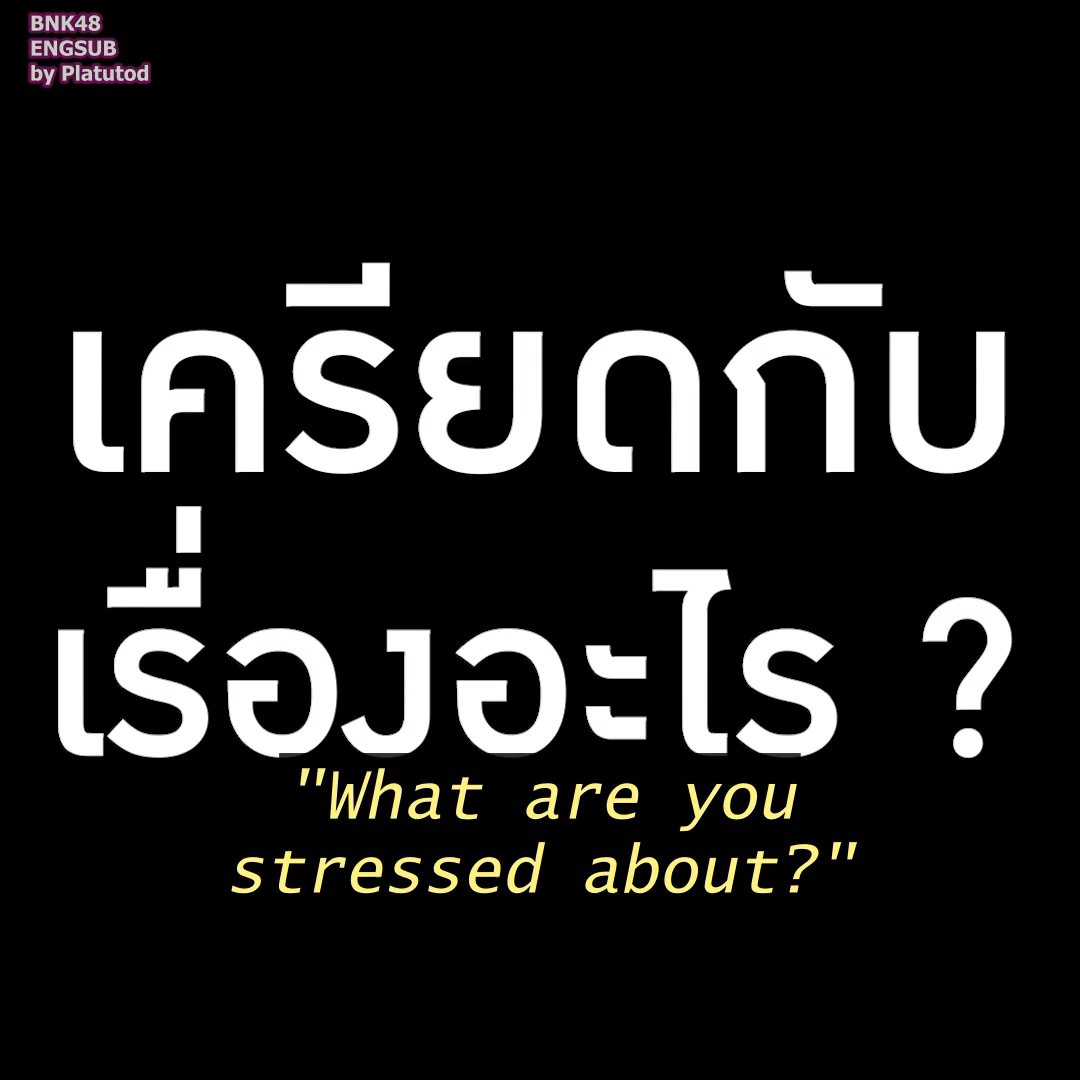 BNK48
ENGSUB
by Platutod
เครียดกับ
เรื่องอะไร ?
"What are you
stressed about?"